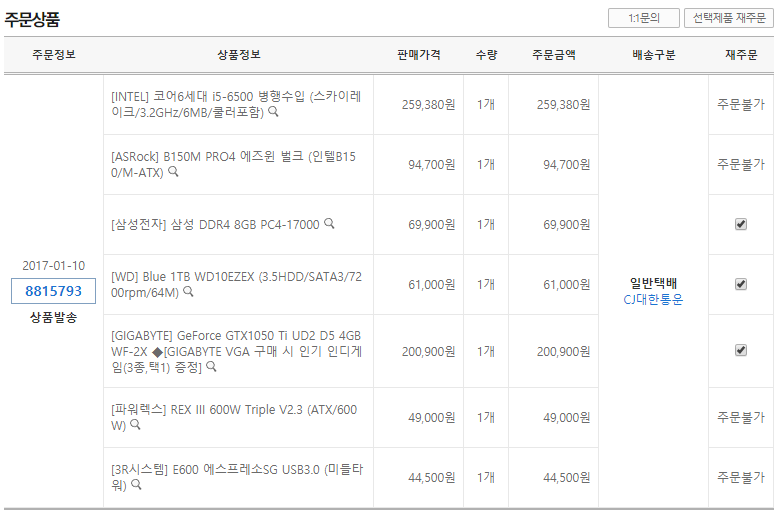 주문상품
1:1문의
선택제품 재주문
주문정보 상품정보 판매가격 수량 주문금액 배송구분 재주문
2017-01-10
8815793
상품발송
[INTEL] 코어6세대 i5-6500 병행수입 (스카이레
이크/3.2GHz/6MB/쿨러포함)
259,380원 1개 259,380원 주문불가
[ASRock] B150M PRO4 에즈윈 벌크 (인텔B15
0/M-ATX)
94,700원 1개 94,700원 주문불가
[삼성전자] 삼성 DDR4 8GB PC4-17000
69,900원 1개 69,900원
[WD] Blue 1TB WD10EZEX (3.5HDD/SATA3/72
00rpm/64M)
61,000원 1개 61,000원
일반택배
CJ대한통운
[GIGABYTE] GeForce GTX1050 Ti UD2 D5 4GB
WF-2X ◆[GIGABYTE VGA 구매 시 인기 인디게
임(3종,택1) 증정]
200,900원 1개 200,900원
[파워렉스] REX III 600W Triple V2.3 (ATX/600
W)
49,000원 1개 49,000원 주문불가
[3R시스템] E600 에스프레소SG USB3.0 (미들타
워)
44,500원 1개 44,500원 주문불가